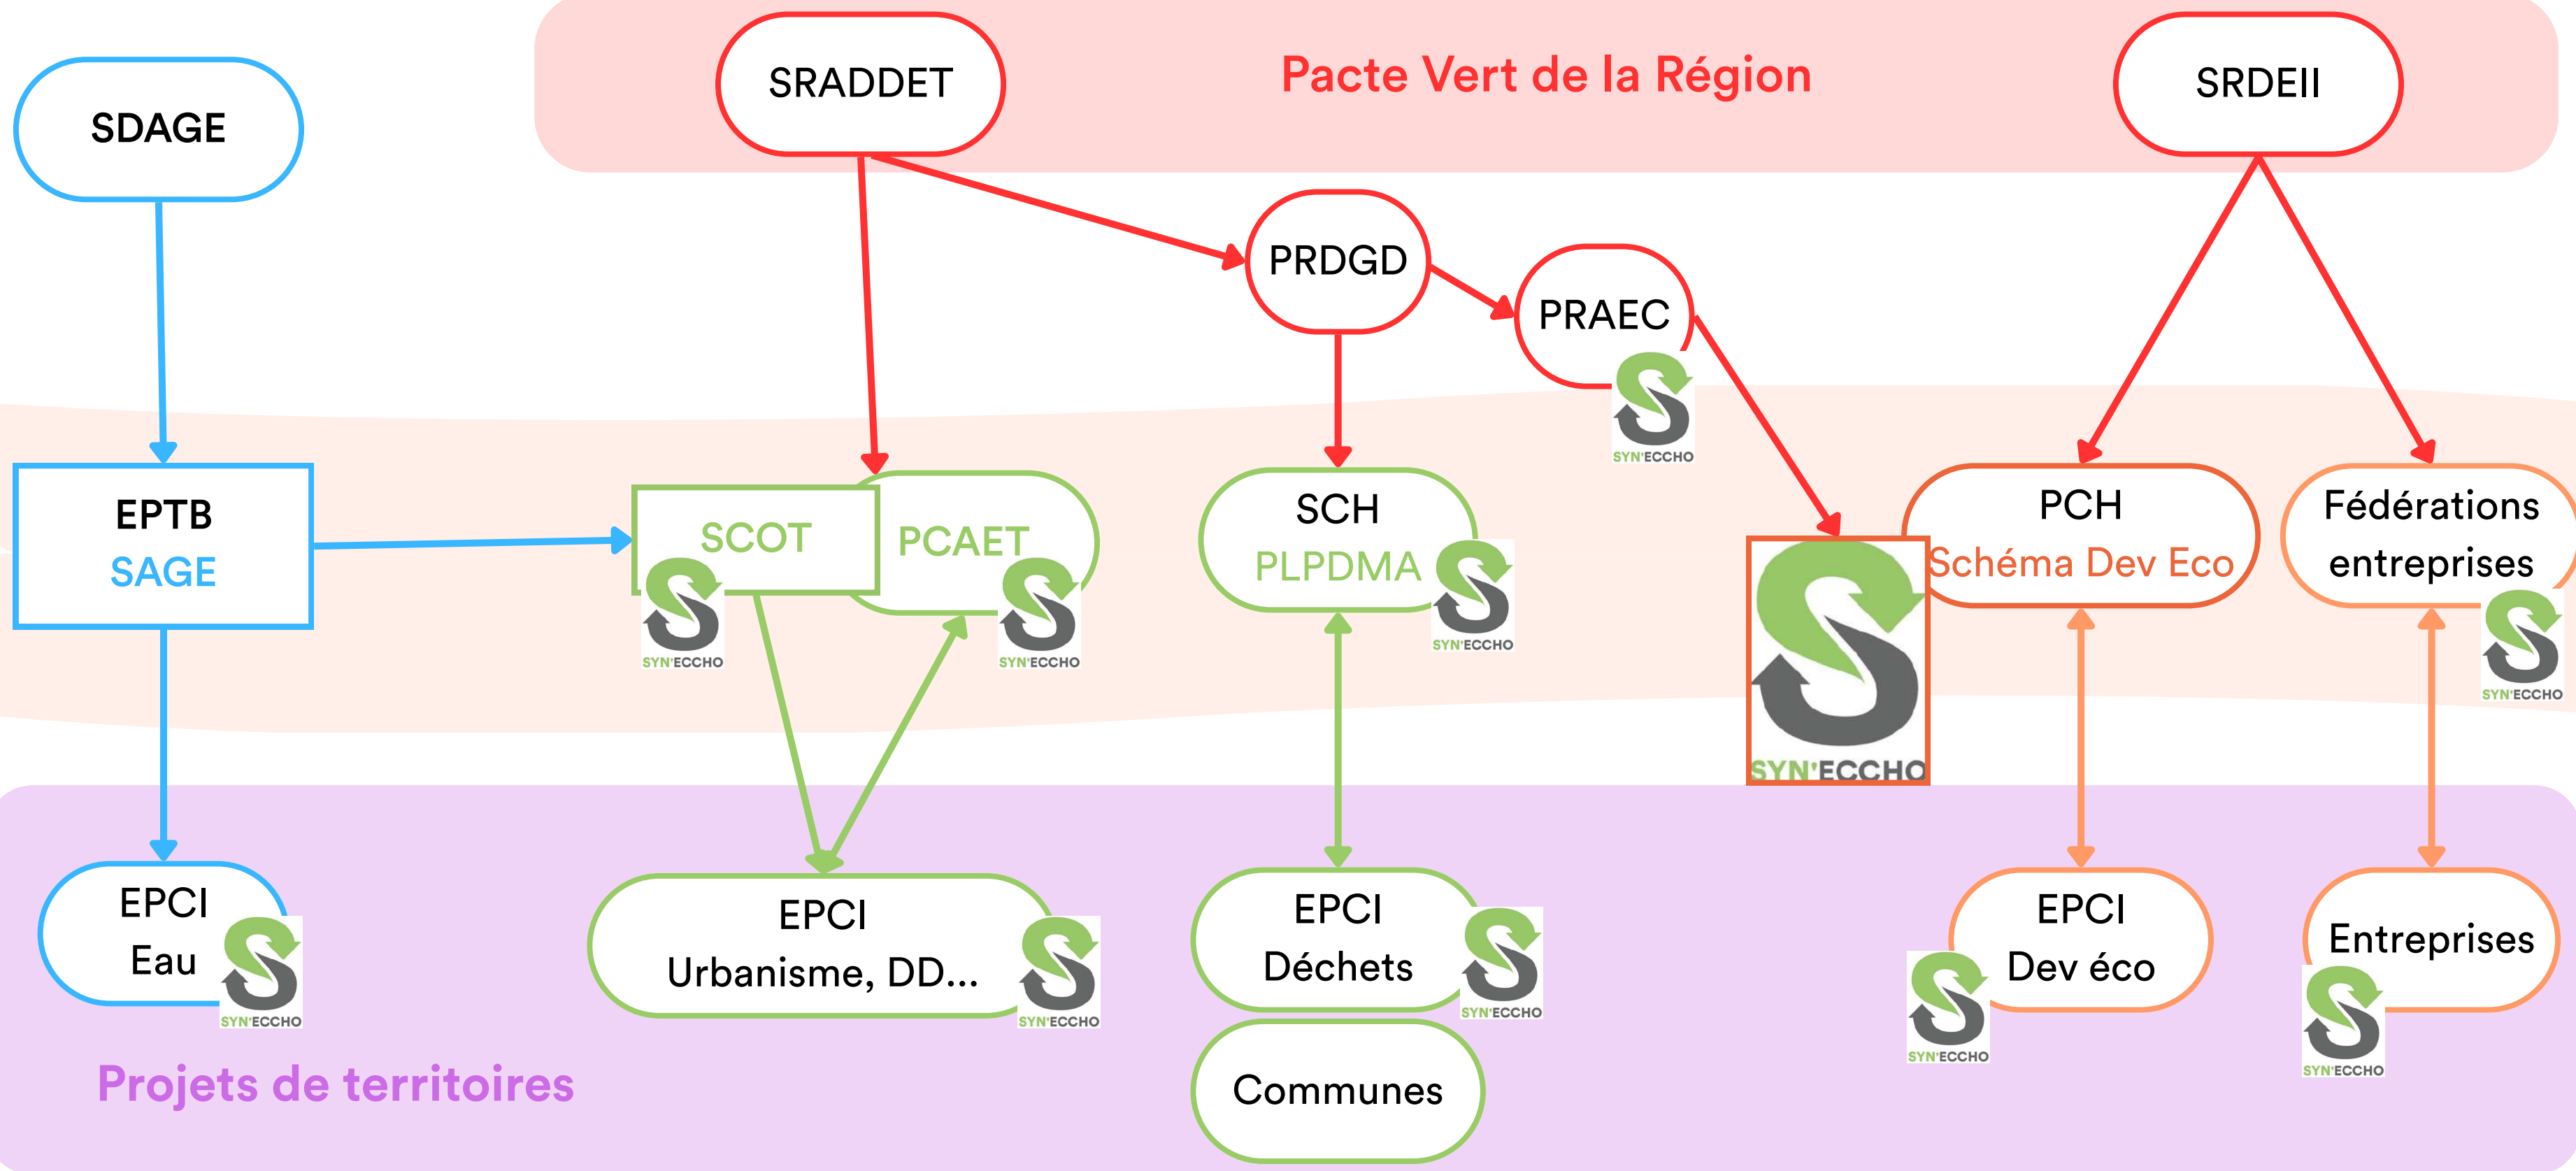 SRADDET
Pacte Vert de la Région
SRDEII
SDAGE
PRDGD
PRAEC
SYN'ECCHO
EPTB
SAGE
SCOT
PCAET
SYN'ECCHO
SYN'ECCHO
SCH
PLPDMA
SYN'ECCHO
SYN'ECCHO
PCH
Schéma Dev Eco
Fédérations
entreprises
SYN'ECCHO
EPCI
Eau
SYN'ECCHO
EPCI
Urbanisme, DD...
SYN'ECCHO
EPCI
Déchets
SYN'ECCHO
Communes
EPCI
Dev éco
SYN'ECCHO
Entreprises
SYN'ECCHO
Projets de territoires